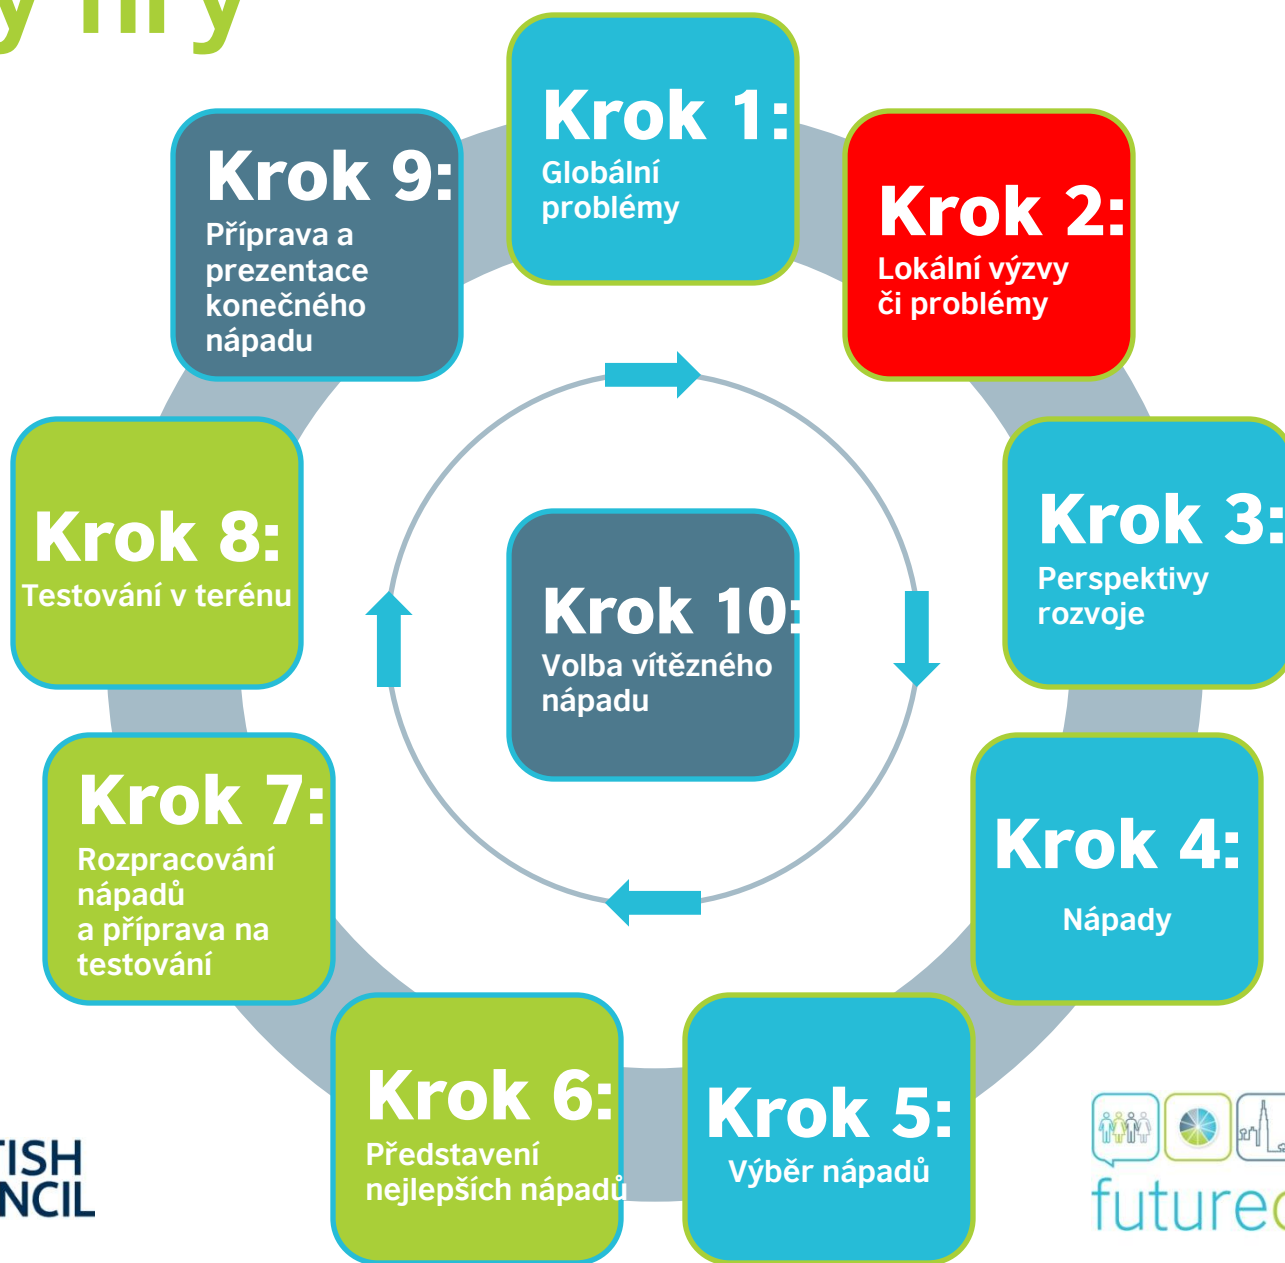 Krok 1:
Globální
problémy
Krok 2:
Lokální výzvy
či problémy
Krok 3:
Perspektivy
rozvoje
Krok 4:
Nápady
Krok 5:
Výběr nápadů
Krok 6:
Představení
nejlepších nápadů
Krok 7:
Rozpracování
nápadů
a příprava na
testování
Krok 8:
Testování v terénu
Krok 9:
Příprava a
prezentace
konečného
nápadu
Krok 10:
Volba vítězného
nápadu
TISH
NCIL
future